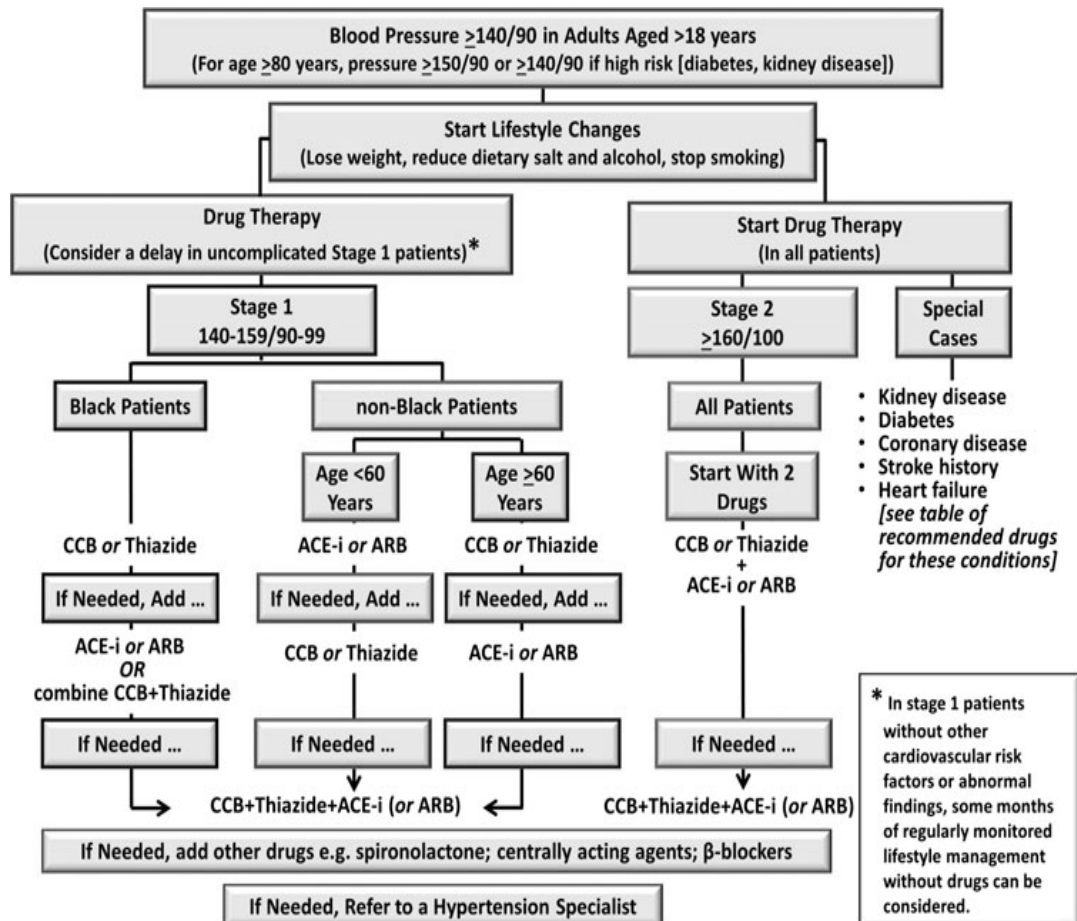 Blood Pressure ≥140/90 in Adults Aged >18 years
(For age ≥80 years, pressure ≥150/90 or ≥140/90 if high risk [diabetes, kidney disease])
Start Lifestyle Changes
(Lose weight, reduce dietary salt and alcohol, stop smoking)
Drug Therapy
(Consider a delay in uncomplicated Stage 1 patients)*
Stage 1
140-159/90-99
Black Patients
CCB or Thiazide
If Needed, Add ...
ACE-i or ARB
OR
combine CCB+Thiazide
If Needed ...
non-Black Patients
Age <60
Years
ACE-i or ARB
If Needed, Add ...
CCB or Thiazide
If Needed ...
Age ≥60
Years
CCB or Thiazide
If Needed, Add ...
ACE-i or ARB
If Needed ...
CCB+Thiazide+ACE-i (or ARB)
Start Drug Therapy
(In all patients)
Stage 2
≥160/100
All Patients
Start With 2
Drugs
CCB or Thiazide
+
ACE-i or ARB
If Needed ...
CCB+Thiazide+ACE-i (or ARB)
Special
Cases
• Kidney disease
• Diabetes
• Coronary disease
• Stroke history
• Heart failure
[see table of
recommended drugs
for these conditions]
If Needed, add other drugs e.g. spironolactone; centrally acting agents; β-blockers
If Needed, Refer to a Hypertension Specialist
* In stage 1 patients
without other
cardiovascular risk
factors or abnormal
findings, some months
of regularly monitored
lifestyle management
without drugs can be
considered.